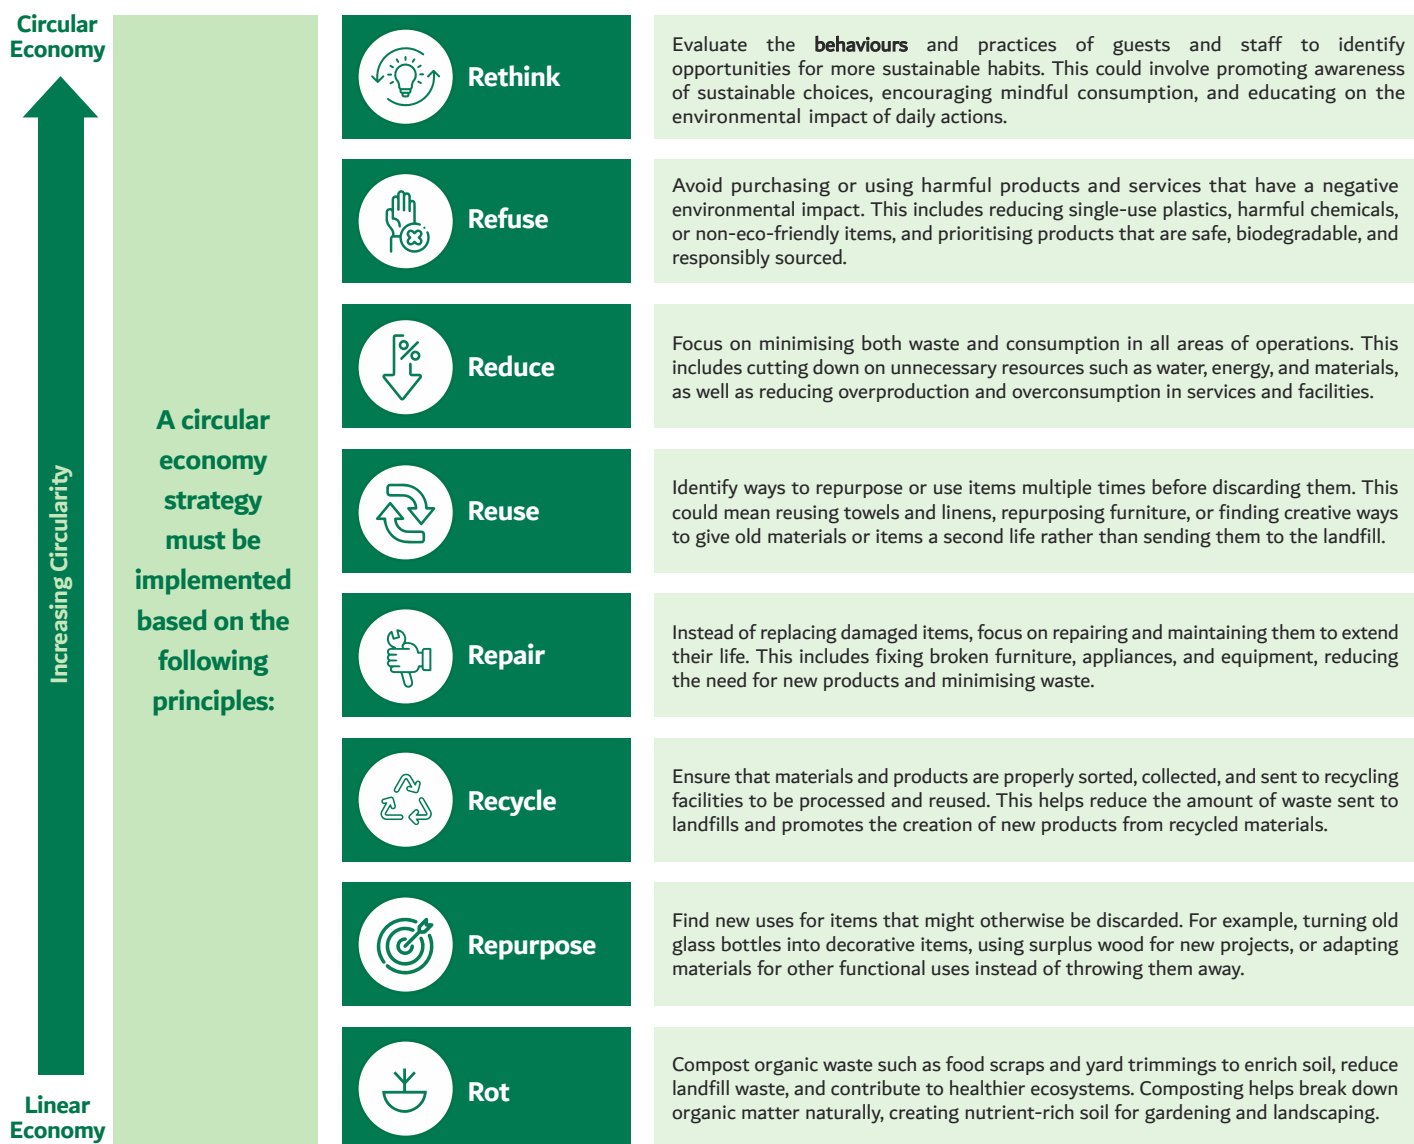 Circular
Economy
Increasing Circularity
Linear
Economy
A circular
economy
strategy
must be
implemented
based on the
following
principles:
Rethink
Evaluate the behaviours and practices of guests and staff to identify
opportunities for more sustainable habits. This could involve promoting awareness
of sustainable choices, encouraging mindful consumption, and educating on the
environmental impact of daily actions.
Refuse
Avoid purchasing or using harmful products and services that have a negative
environmental impact. This includes reducing single-use plastics, harmful chemicals,
or non-eco-friendly items, and prioritising products that are safe, biodegradable, and
responsibly sourced.
Reduce
Focus on minimising both waste and consumption in all areas of operations. This
includes cutting down on unnecessary resources such as water, energy, and materials,
as well as reducing overproduction and overconsumption in services and facilities.
Reuse
Identify ways to repurpose or use items multiple times before discarding them. This
could mean reusing towels and linens, repurposing furniture, or finding creative ways
to give old materials or items a second life rather than sending them to the landfill.
Repair
Instead of replacing damaged items, focus on repairing and maintaining them to extend
their life. This includes fixing broken furniture, appliances, and equipment, reducing
the need for new products and minimising waste.
Recycle
Ensure that materials and products are properly sorted, collected, and sent to recycling
facilities to be processed and reused. This helps reduce the amount of waste sent to
landfills and promotes the creation of new products from recycled materials.
Repurpose
Find new uses for items that might otherwise be discarded. For example, turning old
glass bottles into decorative items, using surplus wood for new projects, or adapting
materials for other functional uses instead of throwing them away.
Rot
Compost organic waste such as food scraps and yard trimmings to enrich soil, reduce
landfill waste, and contribute to healthier ecosystems. Composting helps break down
organic matter naturally, creating nutrient-rich soil for gardening and landscaping.